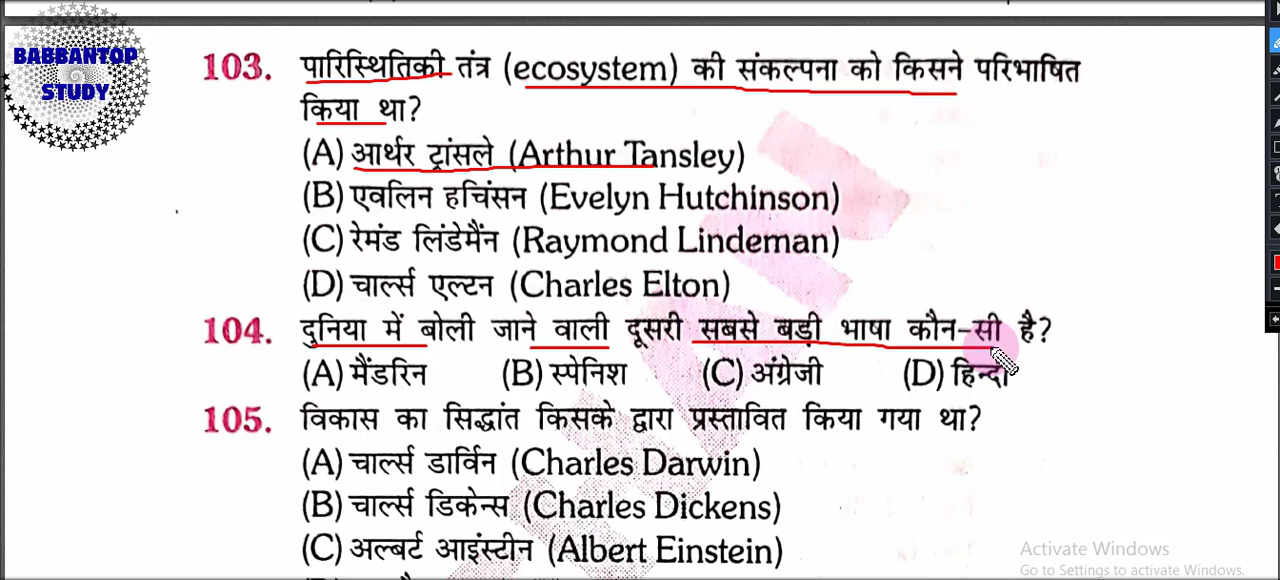 BABBANTOP
STUDY
103. पारिस्थितिकी तंत्र (ecosystem) की संकल्पना को किसने परिभाषित
किया था?
(A) आर्थर ट्रांसले (Arthur Tansley)
(B) एवलिन हचिंसन (Evelyn Hutchinson)
(C) रेमंड लिंडेमैंन (Raymond Lindeman)
(D) चार्ल्स एल्टन (Charles Elton)
104. दुनिया में बोली जाने वाली दूसरी सबसे बड़ी भाषा कौन-सी है?
(A) मैंडरिन (B) स्पेनिश (C) अंग्रेजी (D) हिन्दी
105. विकास का सिद्धांत किसके द्वारा प्रस्तावित किया गया था?
(A) चार्ल्स डार्विन (Charles Darwin)
(B) चार्ल्स डिकेन्स (Charles Dickens)
(C) अल्बर्ट आइंस्टीन (Albert Einstein)
Activate Windows
Go to Settings to activate Windows.